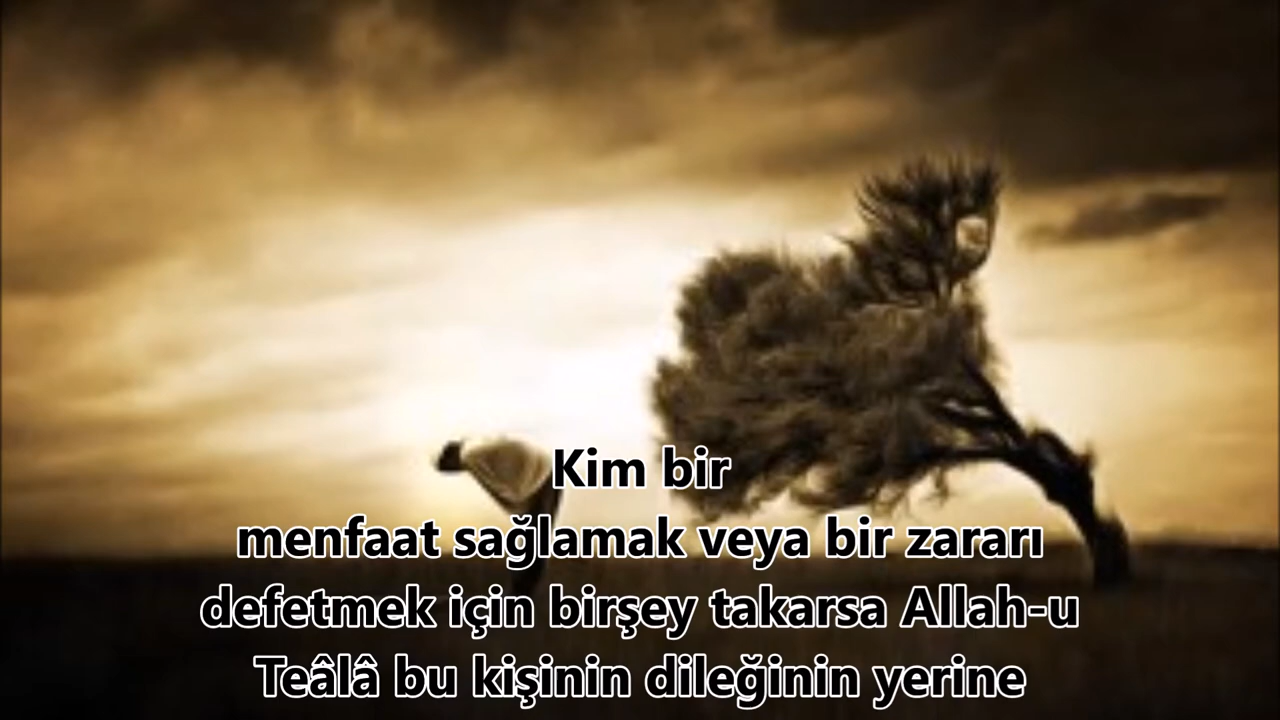 Kim bir
menfaat sağlamak veya bir zararı
defetmek için birşey takarsa Allah-u
Teâlâ bu kişinin dileğinin yerine